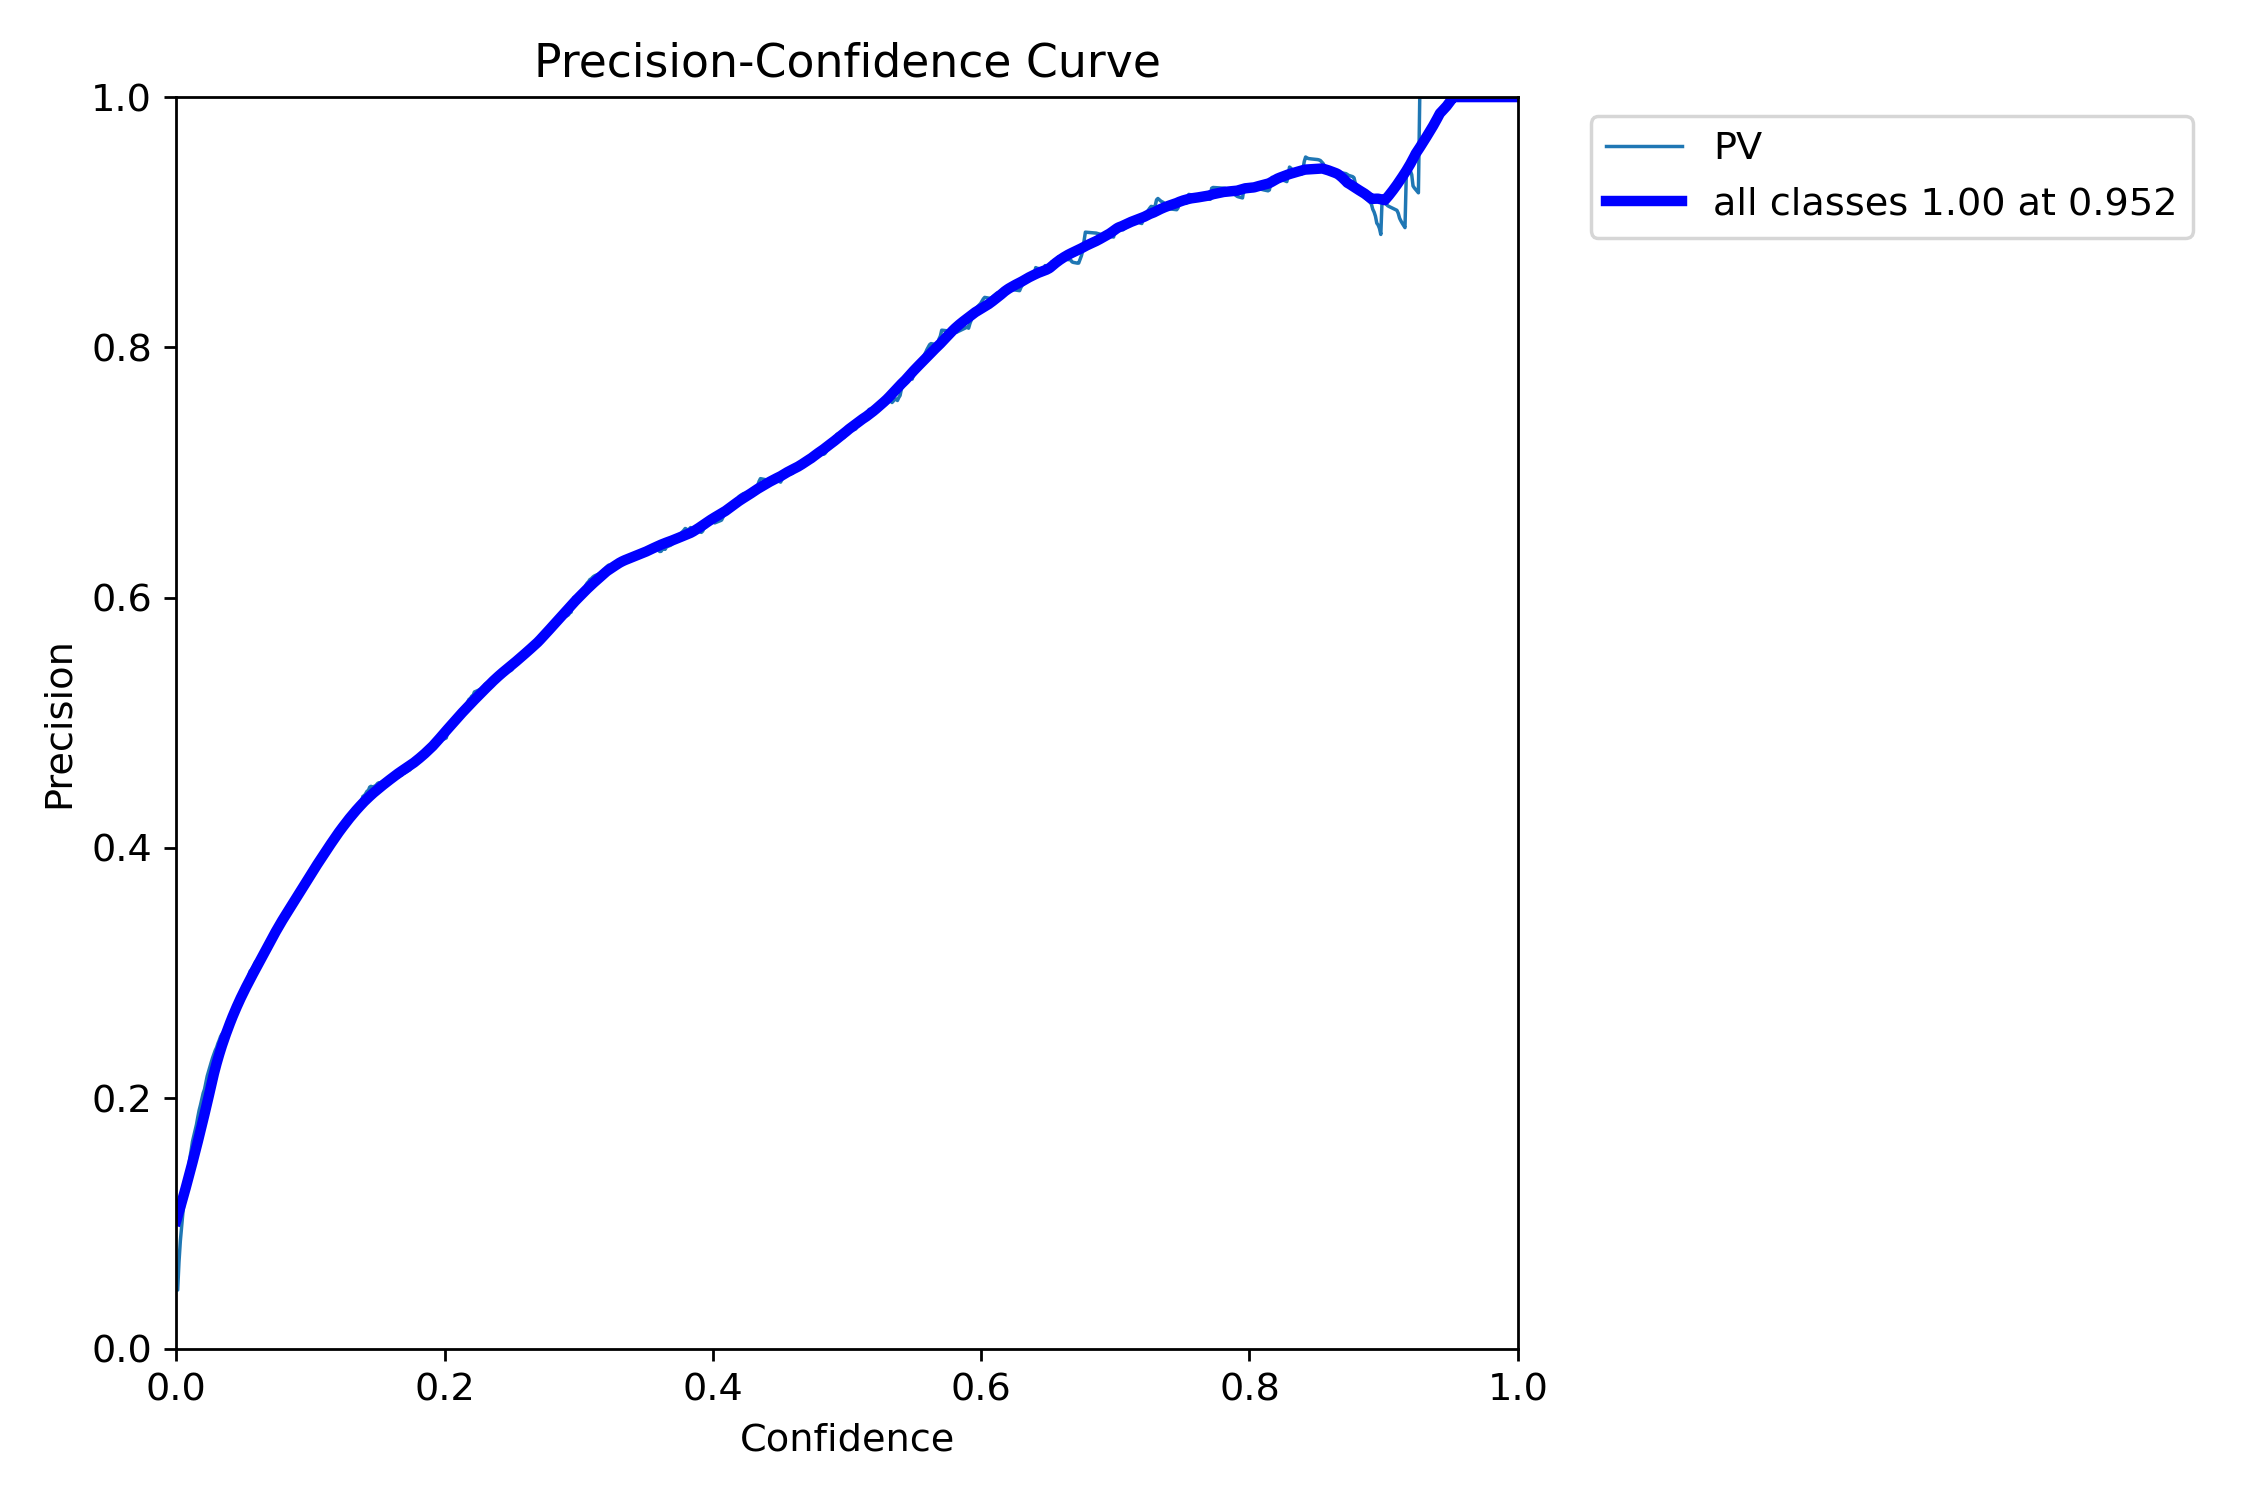 Precision-Confidence Curve
1.0
0.8
0.6
0.4
0.2
0.0
Precision
0.0 0.2 0.4 0.6 0.8 1.0
Confidence
PV
all classes 1.00 at 0.952